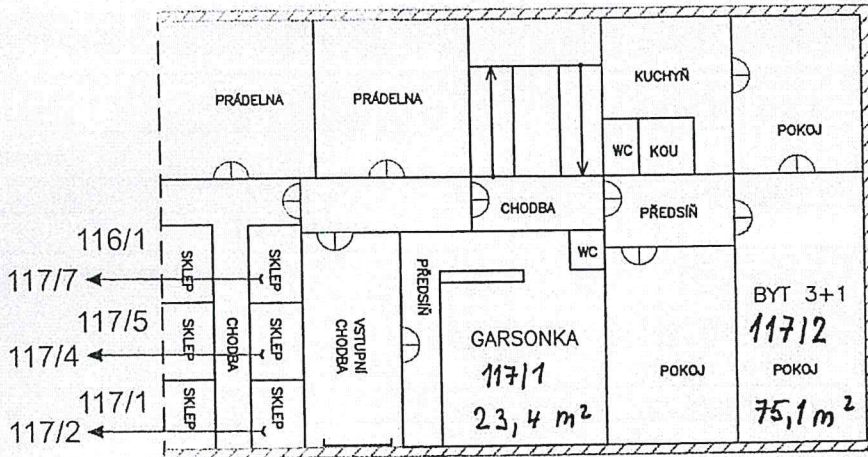 PRÁDELNA
PRÁDELNA
KUCHYŇ
WC
KOU
POKOJ
CHODBA
PŘEDSÍŇ
116/1
117/7
117/5
117/4
117/1
117/2
SKLEP
SKLEP
SKLEP
CHODBA
SKLEP
SKLEP
SKLEP
VSTUPNÍ
CHODBA
PŘEDSÍŇ
WC
GARSONKA
117/1
23,4 m²
POKOJ
BYT 3+1
117/2
POKOJ
75,1 m²